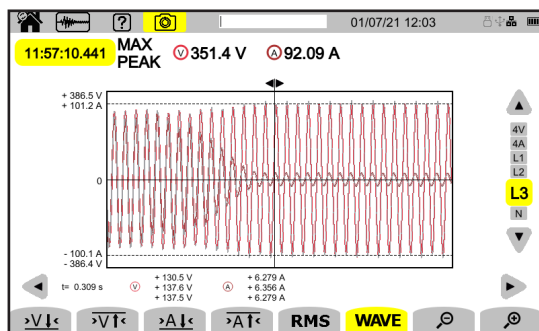 ?
01/07/21 12:03
11:57:10.441
MAX
PEAK
V 351.4 V
A 92.09 A
+ 386.5 V
+ 101.2 A
0
- 100.1 A
- 386.4 V
4V
4A
L1
L2
L3
N
t= 0.309 s
V
+ 130.5 V
+ 137.6 V
+ 137.5 V
A
+ 6.279 A
+ 6.356 A
+ 6.279 A
>V↓<
>V↑<
>A↓<
>A↑<
RMS
WAVE